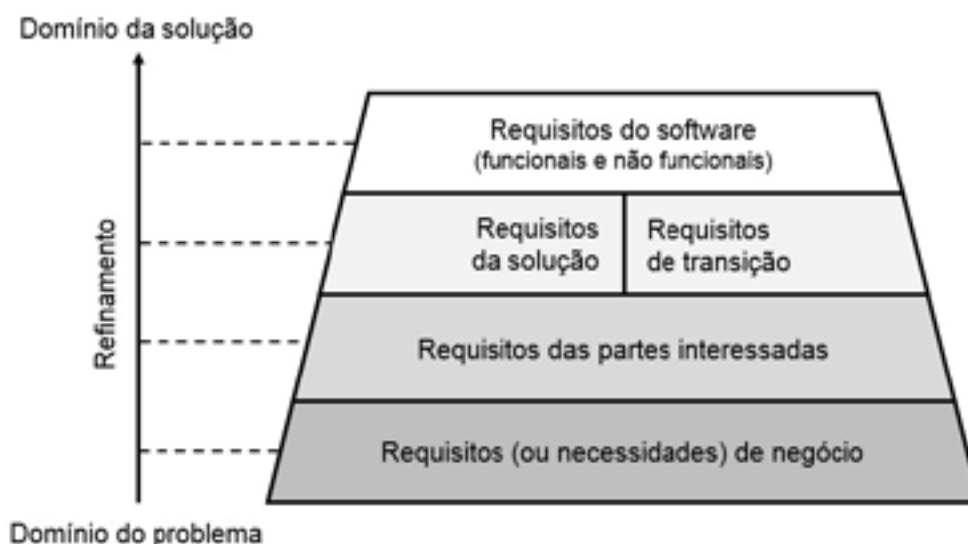 Domínio da solução
Requisitos do software
(funcionais e não funcionais)
Requisitos
da solução
Requisitos
de transição
Refinamento
Requisitos das partes interessadas
Requisitos (ou necessidades) de negócio
Domínio do problema